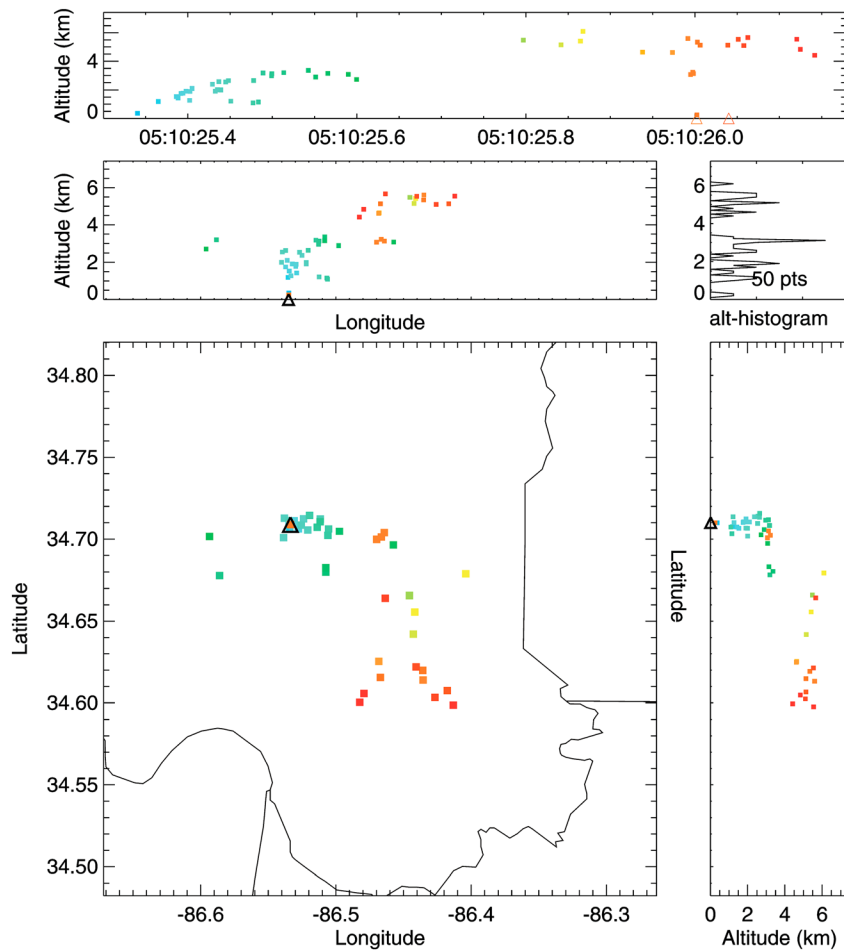 Altitude (km)
4
0
05:10:25.4 05:10:25.6 05:10:25.8 05:10:26.0
Altitude (km)
6
4
2
0
Longitude
6
4
2
0
50 pts
alt-histogram
Latitude
34.80
34.75
34.70
34.65
34.60
34.55
34.50
-86.6 -86.5 -86.4 -86.3
Longitude
Latitude
0 2 4 6
Altitude (km)